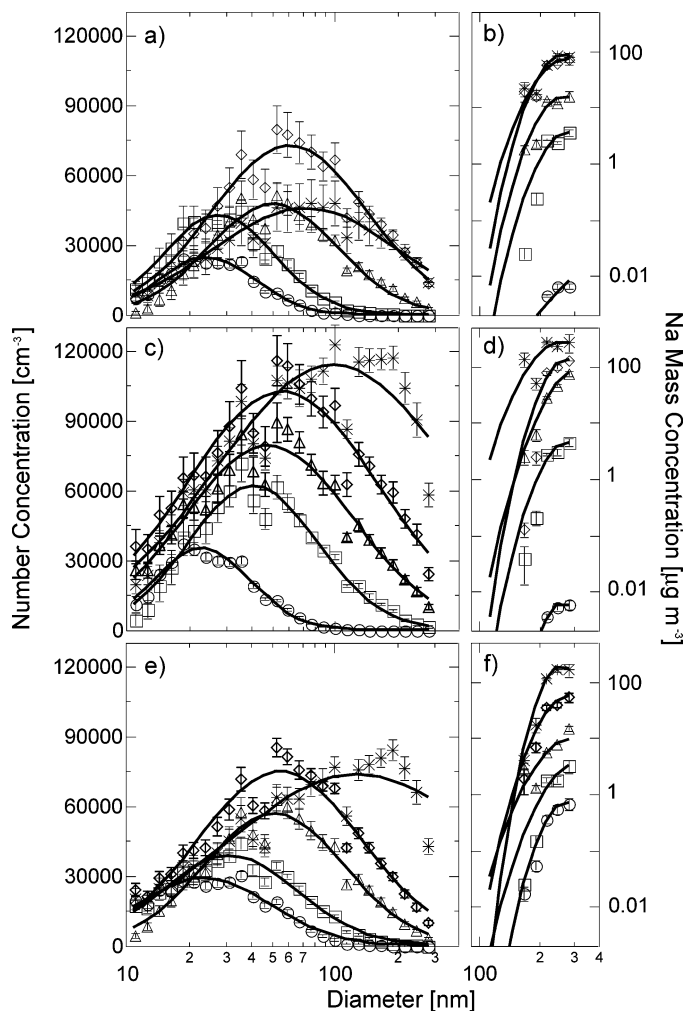 120000
90000
60000
30000
0
a)
b)
100
1
0.01
120000
90000
60000
30000
0
c)
d)
100
1
0.01
120000
90000
60000
30000
0
e)
f)
100
1
0.01
Number Concentration [cm⁻³]
Na Mass Concentration [µg m⁻³]
10 2 3 4 5 6 7 100 2 3
100 2 3 4
Diameter [nm]
Diameter [nm]